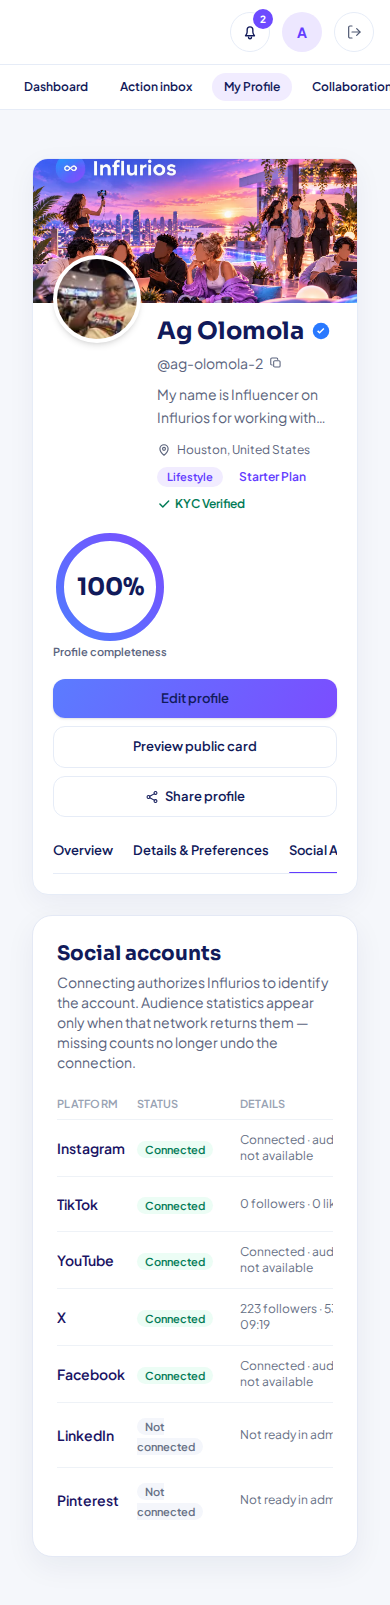 2
A
Dashboard Action inbox My Profile Collaboration
Influrios
Ag Olomola
@ag-olomola-2
My name is Influencer on
Influrios for working with...
Houston, United States
Lifestyle Starter Plan
KYC Verified
100%
Profile completeness
Edit profile
Preview public card
Share profile
Overview Details & Preferences Social A
Social accounts
Connecting authorizes Influrios to identify
the account. Audience statistics appear
only when that network returns them —
missing counts no longer undo the
connection.
PLATFORM STATUS DETAILS
Instagram Connected Connected · aud
not available
TikTok Connected 0 followers · 0 lik
YouTube Connected Connected · aud
not available
X Connected 223 followers · 53
09:19
Facebook Connected Connected · aud
not available
LinkedIn Not
connected Not ready in adm
Pinterest Not
connected Not ready in adm